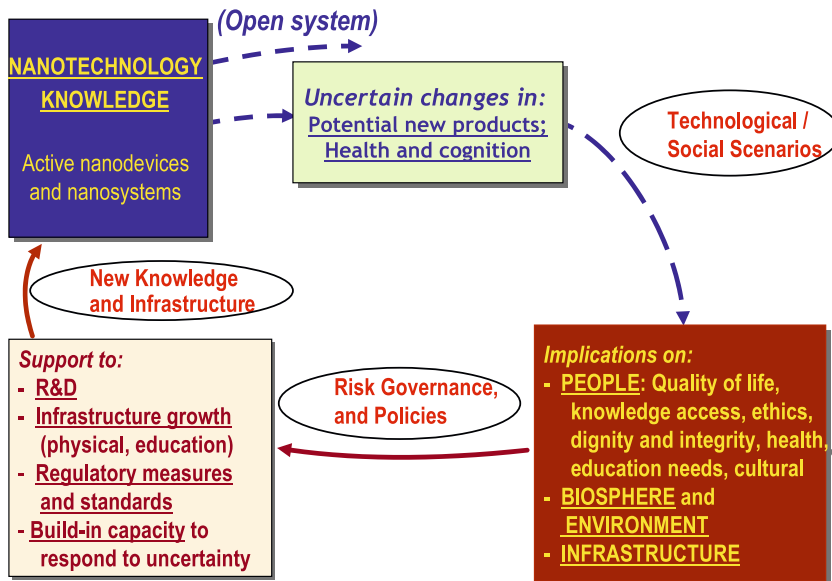 (Open system)
NANOTECHNOLOGY
KNOWLEDGE
Active nanodevices
and nanosystems
Uncertain changes in:
Potential new products;
Health and cognition
Technological /
Social Scenarios
New Knowledge
and Infrastructure
Support to:
- R&D
- Infrastructure growth
(physical, education)
- Regulatory measures
and standards
- Build-in capacity to
respond to uncertainty
Risk Governance,
and Policies
Implications on:
- PEOPLE: Quality of life,
knowledge access, ethics,
dignity and integrity, health,
education needs, cultural
- BIOSPHERE and
ENVIRONMENT
- INFRASTRUCTURE